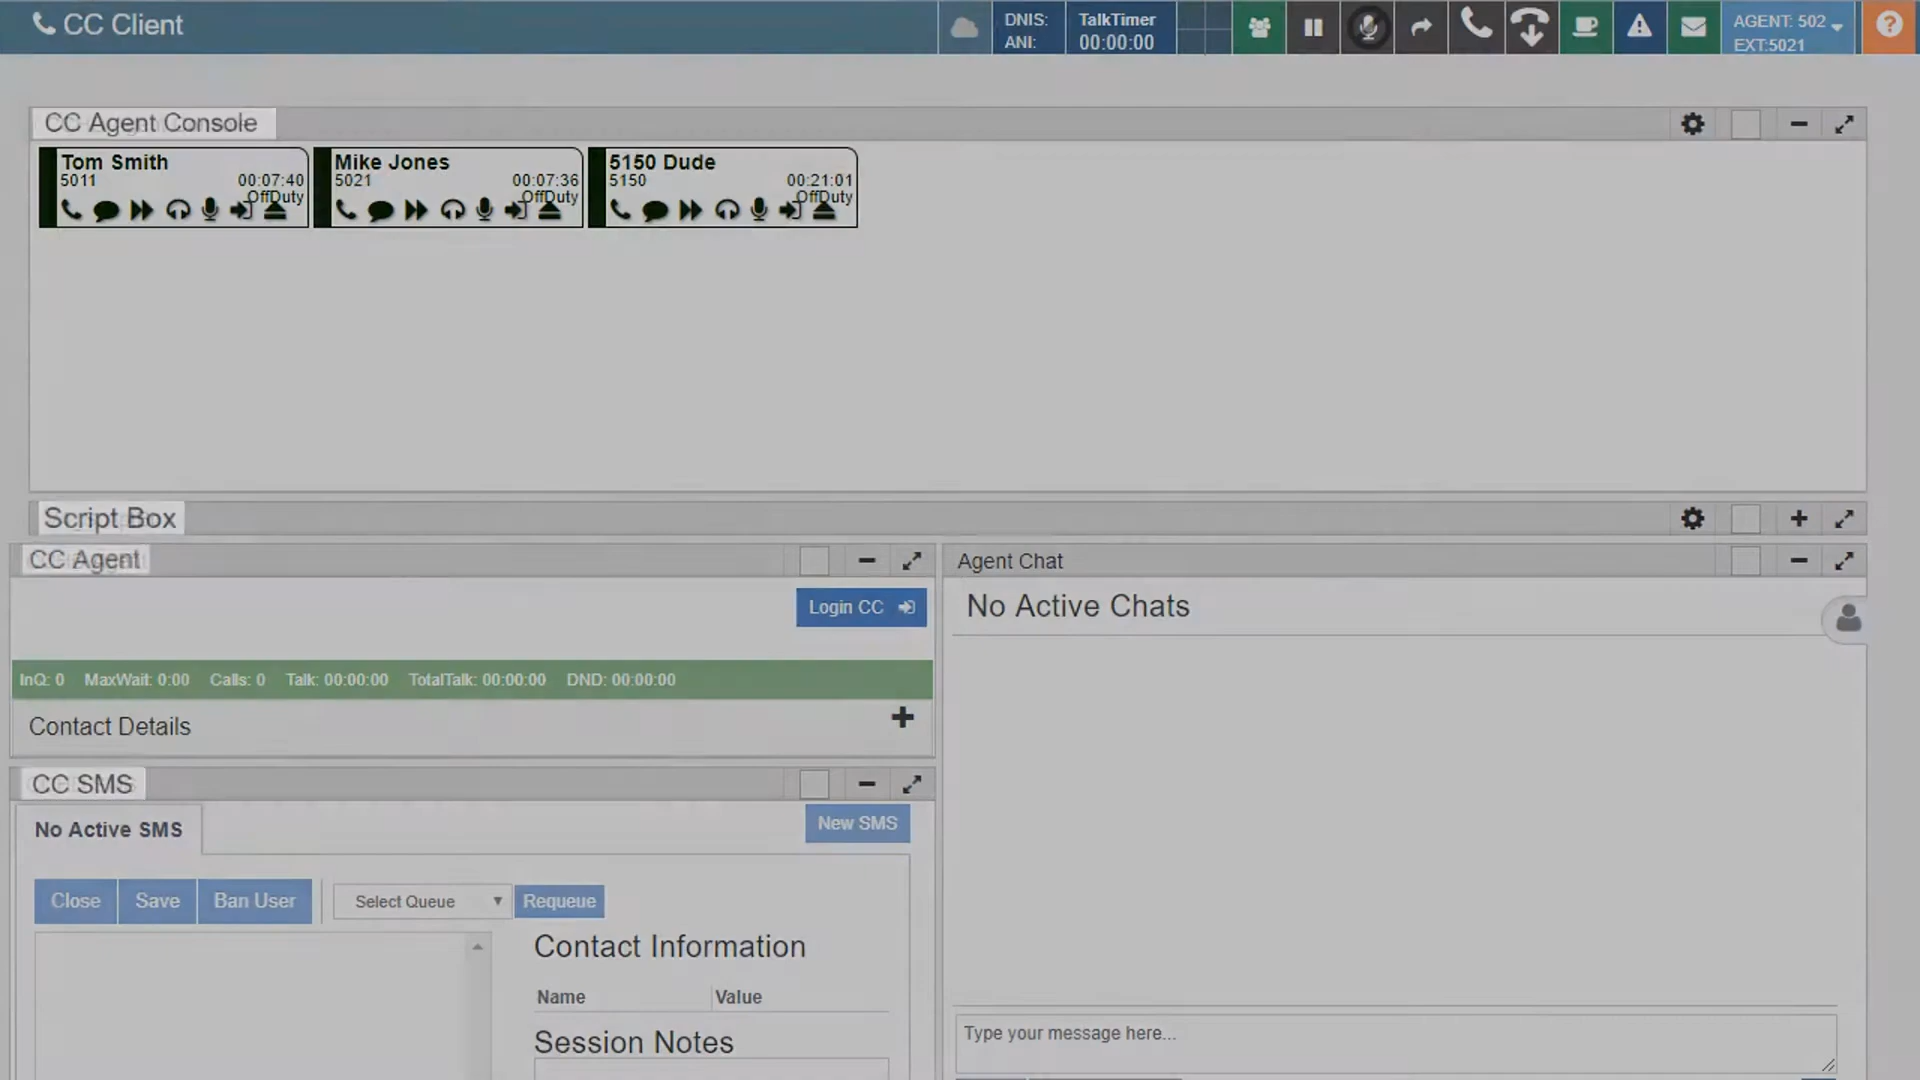 CC Client
DNIS:
ANI:
TalkTimer
00:00:00
AGENT: 502
EXT:5021
CC Agent Console
Tom Smith
5011 00:07:40
OffDuty
Mike Jones
5021 00:07:36
OffDuty
5150 Dude
5150 00:21:01
OffDuty
Script Box
CC Agent
Login CC
InQ: 0 MaxWait: 0:00 Calls: 0 Talk: 00:00:00 TotalTalk: 00:00:00 DND: 00:00:00
Contact Details
CC SMS
No Active SMS
New SMS
Close Save Ban User Select Queue Requeue
Contact Information
Name Value
Session Notes
Agent Chat
No Active Chats
Type your message here...